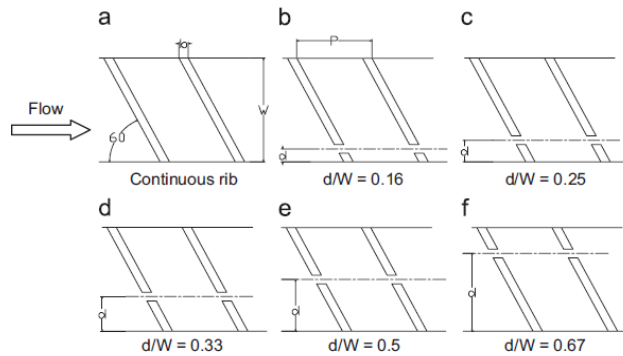 a
b
c
b
P
Flow
W
60
d
d
Continuous rib
d/W = 0.16
d/W = 0.25
d
e
f
d
d
d
d/W = 0.33
d/W = 0.5
d/W = 0.67